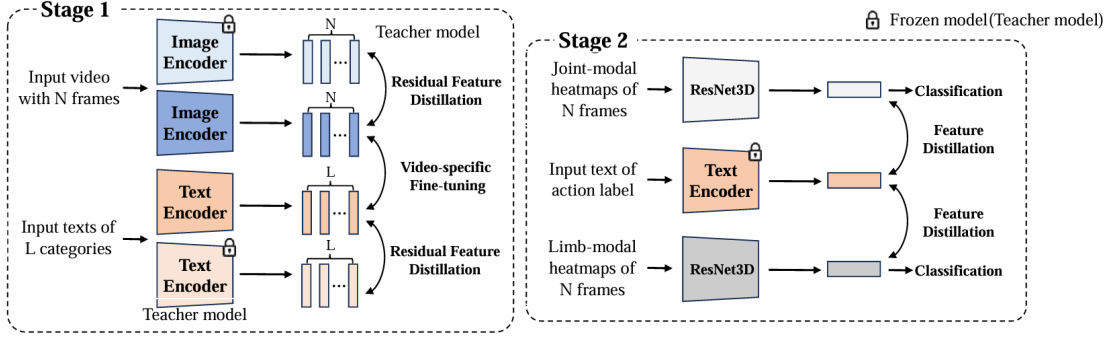 Stage 1
Image
Encoder
N
Teacher model
Input video
with N frames
Residual Feature
Distillation
Image
Encoder
N
Video-specific
Fine-tuning
Text
Encoder
L
Input texts of
L categories
Residual Feature
Distillation
Text
Encoder
L
Teacher model
Frozen model(Teacher model)
Stage 2
Joint-modal
heatmaps of
N frames
ResNet3D
Classification
Feature
Distillation
Input text of
action label
Text
Encoder
Feature
Distillation
Limb-modal
heatmaps of
N frames
ResNet3D
Classification